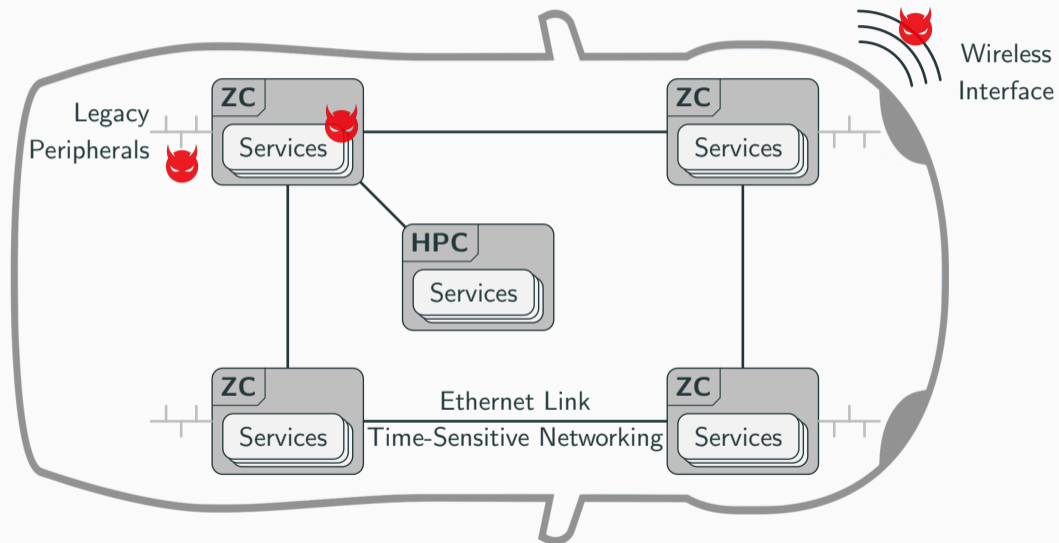 Wireless
Interface
ZC
Services
Legacy
Peripherals
ZC
Services
HPC
Services
ZC
Services
Ethernet Link
Time-Sensitive Networking
ZC
Services